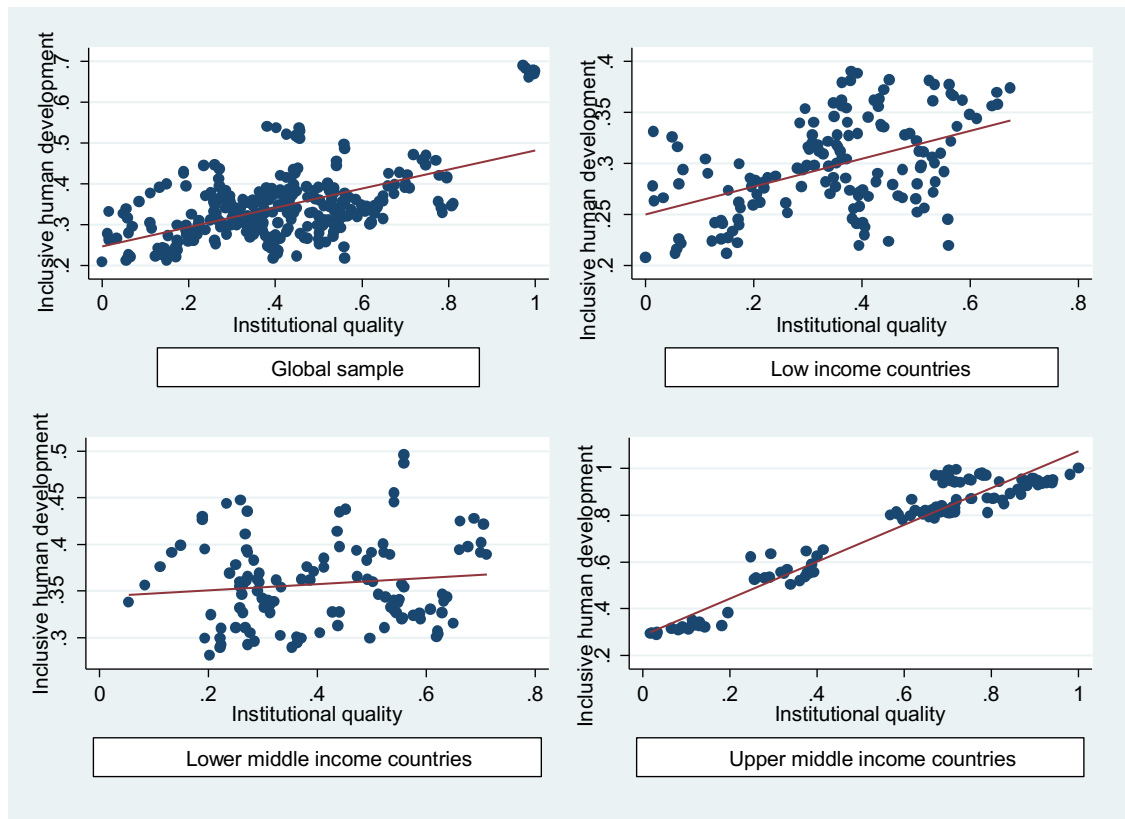 Inclusive human development
.2 .3 .4 .5 .6 .7
0 .2 .4 .6 .8 1
Institutional quality
Global sample
Inclusive human development
.2 .25 .3 .35 .4
0 .2 .4 .6 .8
Institutional quality
Low income countries
Inclusive human development
.3 .35 .4 .45 .5
0 .2 .4 .6 .8
Institutional quality
Lower middle income countries
Inclusive human development
.2 .4 .6 .8 1
0 .2 .4 .6 .8 1
Institutional quality
Upper middle income countries